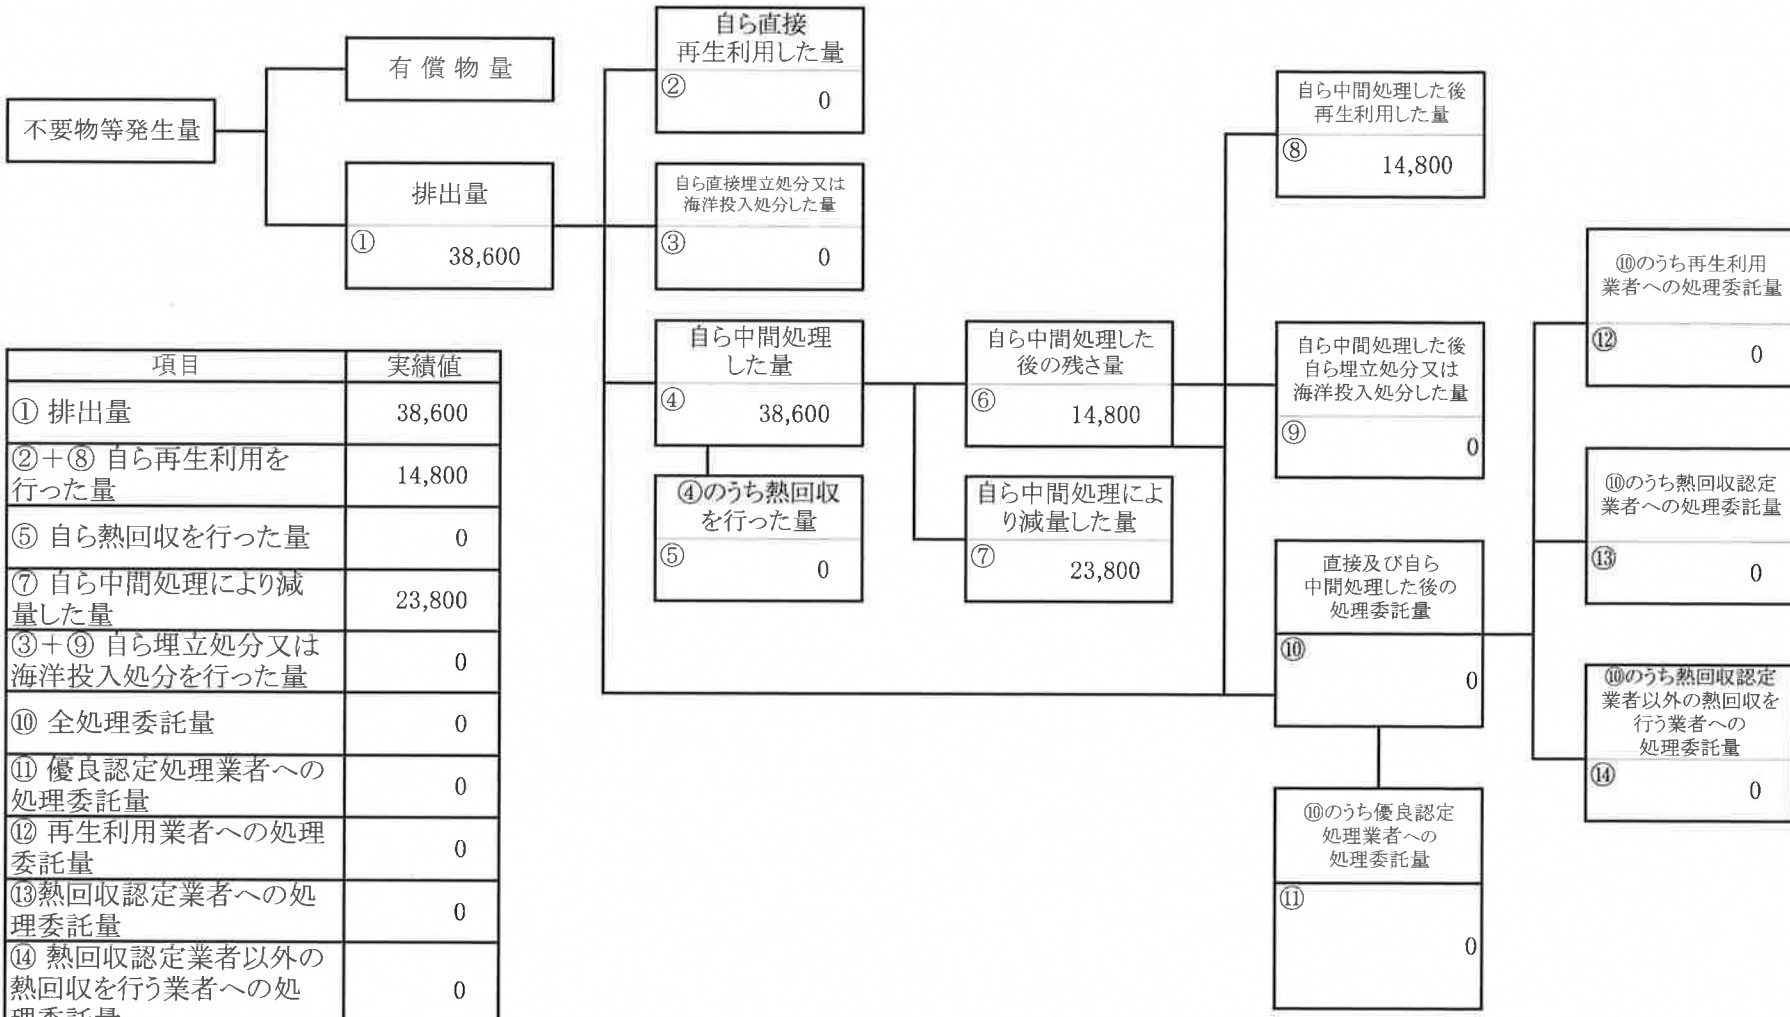 不要物等発生量
有償物量
排出量
①
38,600
自ら直接
再生利用した量
②
0
自ら直接埋立処分又は
海洋投入処分した量
③
0
自ら中間処理
した量
④
38,600
④のうち熱回収
を行った量
⑤
0
自ら中間処理した
後の残さ量
⑥
14,800
自ら中間処理によ
り減量した量
⑦
23,800
自ら中間処理した後
再生利用した量
⑧
14,800
自ら中間処理した後
自ら埋立処分又は
海洋投入処分した量
⑨
0
直接及び自ら
中間処理した後の
処理委託量
⑩
0
⑩のうち優良認定
処理業者への
処理委託量
⑪
0
⑩のうち再生利用
業者への処理委託量
⑫
0
⑩のうち熱回収認定
業者への処理委託量
⑬
0
⑩のうち熱回収認定
業者以外の熱回収を
行う業者への
処理委託量
⑭
0
項目 実績値
① 排出量 38,600
②+⑧ 自ら再生利用を
行った量 14,800
⑤ 自ら熱回収を行った量 0
⑦ 自ら中間処理により減
量した量 23,800
③+⑨ 自ら埋立処分又は
海洋投入処分を行った量 0
⑩ 全処理委託量 0
⑪ 優良認定処理業者への
処理委託量 0
⑫ 再生利用業者への処理
委託量 0
⑬熱回収認定業者への処
理委託量 0
⑭ 熱回収認定業者以外の
熱回収を行う業者への処 0
理委託量